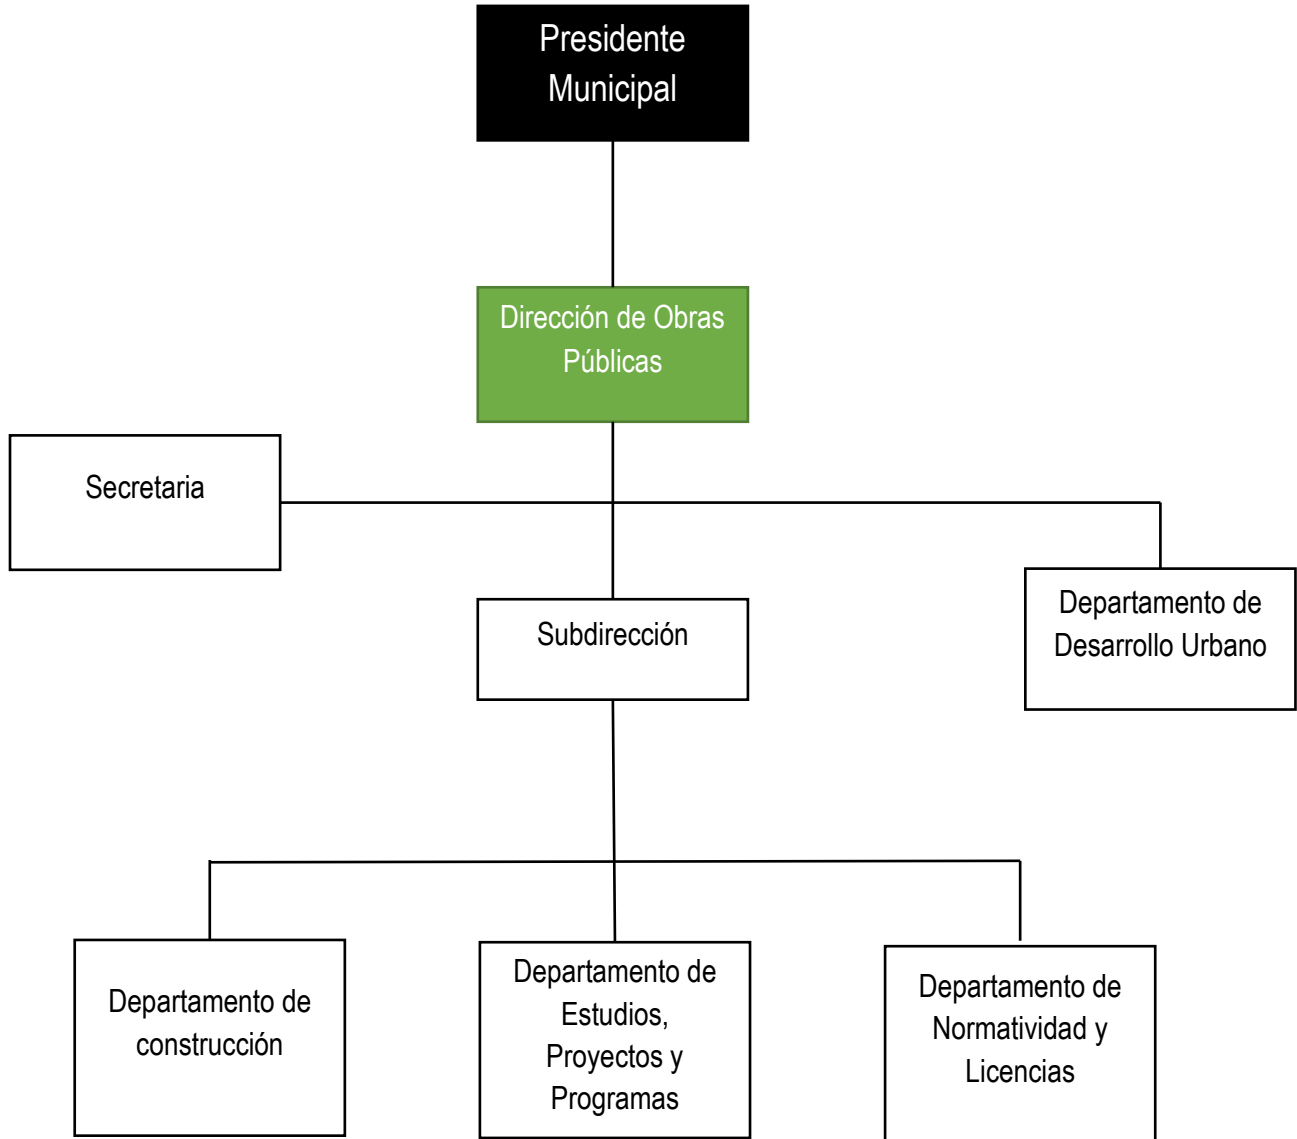 Presidente
Municipal
Dirección de Obras
Públicas
Secretaria
Subdirección
Departamento de
Desarrollo Urbano
Departamento de
construcción
Departamento de
Estudios,
Proyectos y
Programas
Departamento de
Normatividad y
Licencias